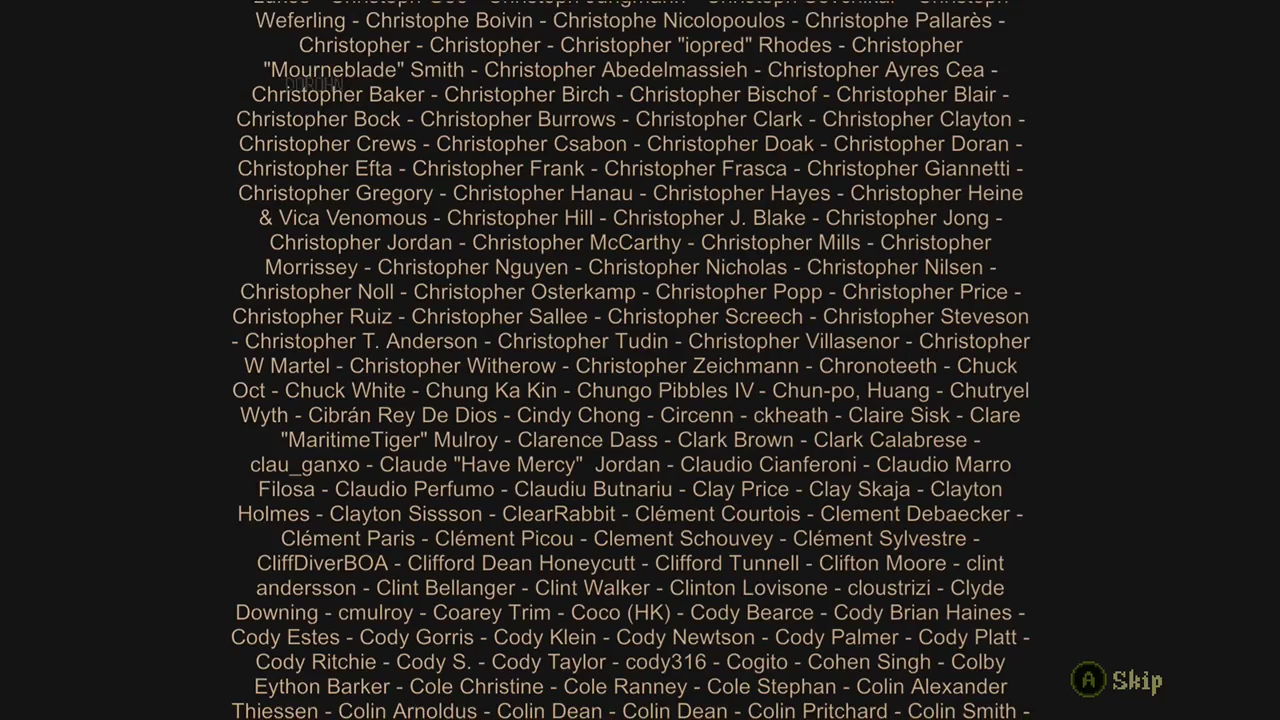 Weferling - Christophe Boivin - Christophe Nicolopoulos - Christophe Pallarès -
Christopher - Christopher - Christopher "iopred" Rhodes - Christopher
"Mourneblade" Smith - Christopher Abedelmassieh - Christopher Ayres Cea -
Christopher Baker - Christopher Birch - Christopher Bischof - Christopher Blair -
Christopher Bock - Christopher Burrows - Christopher Clark - Christopher Clayton -
Christopher Crews - Christopher Csabon - Christopher Doak - Christopher Doran -
Christopher Efta - Christopher Frank - Christopher Frasca - Christopher Giannetti -
Christopher Gregory - Christopher Hanau - Christopher Hayes - Christopher Heine
& Vica Venomous - Christopher Hill - Christopher J. Blake - Christopher Jong -
Christopher Jordan - Christopher McCarthy - Christopher Mills - Christopher
Morrissey - Christopher Nguyen - Christopher Nicholas - Christopher Nilsen -
Christopher Noll - Christopher Osterkamp - Christopher Popp - Christopher Price -
Christopher Ruiz - Christopher Sallee - Christopher Screech - Christopher Steveson
- Christopher T. Anderson - Christopher Tudin - Christopher Villasenor - Christopher
W Martel - Christopher Witherow - Christopher Zeichmann - Chronoteeth - Chuck
Oct - Chuck White - Chung Ka Kin - Chungo Pibbles IV - Chun-po, Huang - Chutryel
Wyth - Cibrán Rey De Dios - Cindy Chong - Circenn - ckheath - Claire Sisk - Clare
"MaritimeTiger" Mulroy - Clarence Dass - Clark Brown - Clark Calabrese -
clau_ganxo - Claude "Have Mercy"  Jordan - Claudio Cianferoni - Claudio Marro
Filosa - Claudio Perfumo - Claudiu Butnariu - Clay Price - Clay Skaja - Clayton
Holmes - Clayton Sissson - ClearRabbit - Clément Courtois - Clement Debaecker -
Clément Paris - Clément Picou - Clement Schouvey - Clément Sylvestre -
CliffDiverBOA - Clifford Dean Honeycutt - Clifford Tunnell - Clifton Moore - clint
andersson - Clint Bellanger - Clint Walker - Clinton Lovisone - cloustrizi - Clyde
Downing - cmulroy - Coarey Trim - Coco (HK) - Cody Bearce - Cody Brian Haines -
Cody Estes - Cody Gorris - Cody Klein - Cody Newtson - Cody Palmer - Cody Platt -
Cody Ritchie - Cody S. - Cody Taylor - cody316 - Cogito - Cohen Singh - Colby
Eython Barker - Cole Christine - Cole Ranney - Cole Stephan - Colin Alexander
Thiessen - Colin Arnoldus - Colin Dean - Colin Dean - Colin Pritchard - Colin Smith -
A Skip